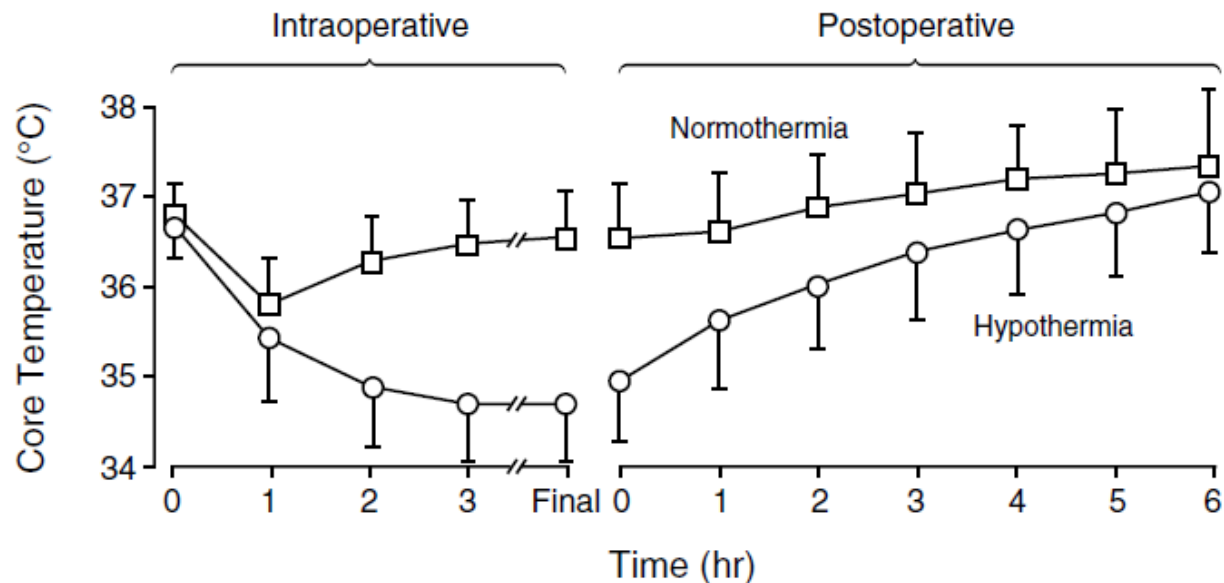 Intraoperative Postoperative
38
37
36
35
34
Core Temperature (°C)
Normothermia
Hypothermia
0 1 2 3 Final 0 1 2 3 4 5 6
Time (hr)